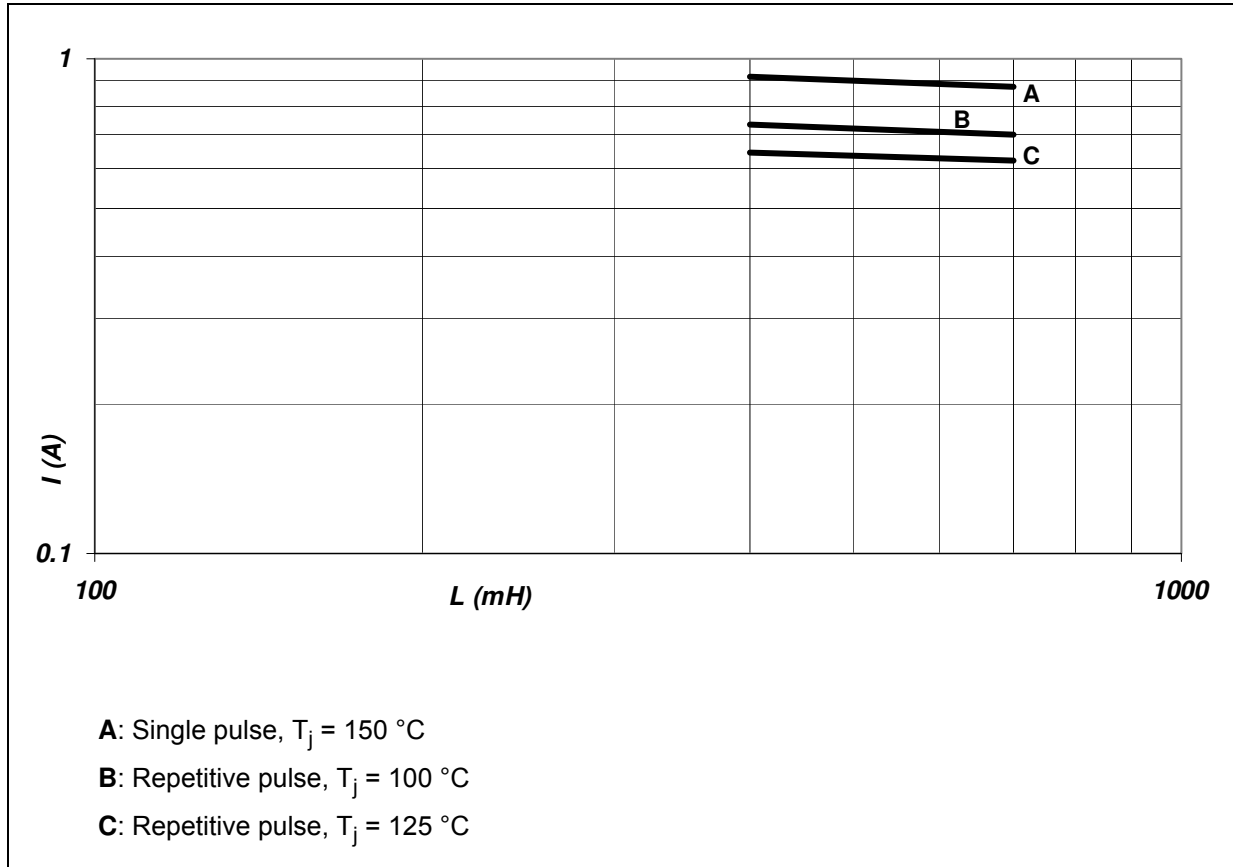 1
A
B
C
I (A)
0.1
100
L (mH)
1000
A: Single pulse, Tj = 150 °C
B: Repetitive pulse, Tj = 100 °C
C: Repetitive pulse, Tj = 125 °C